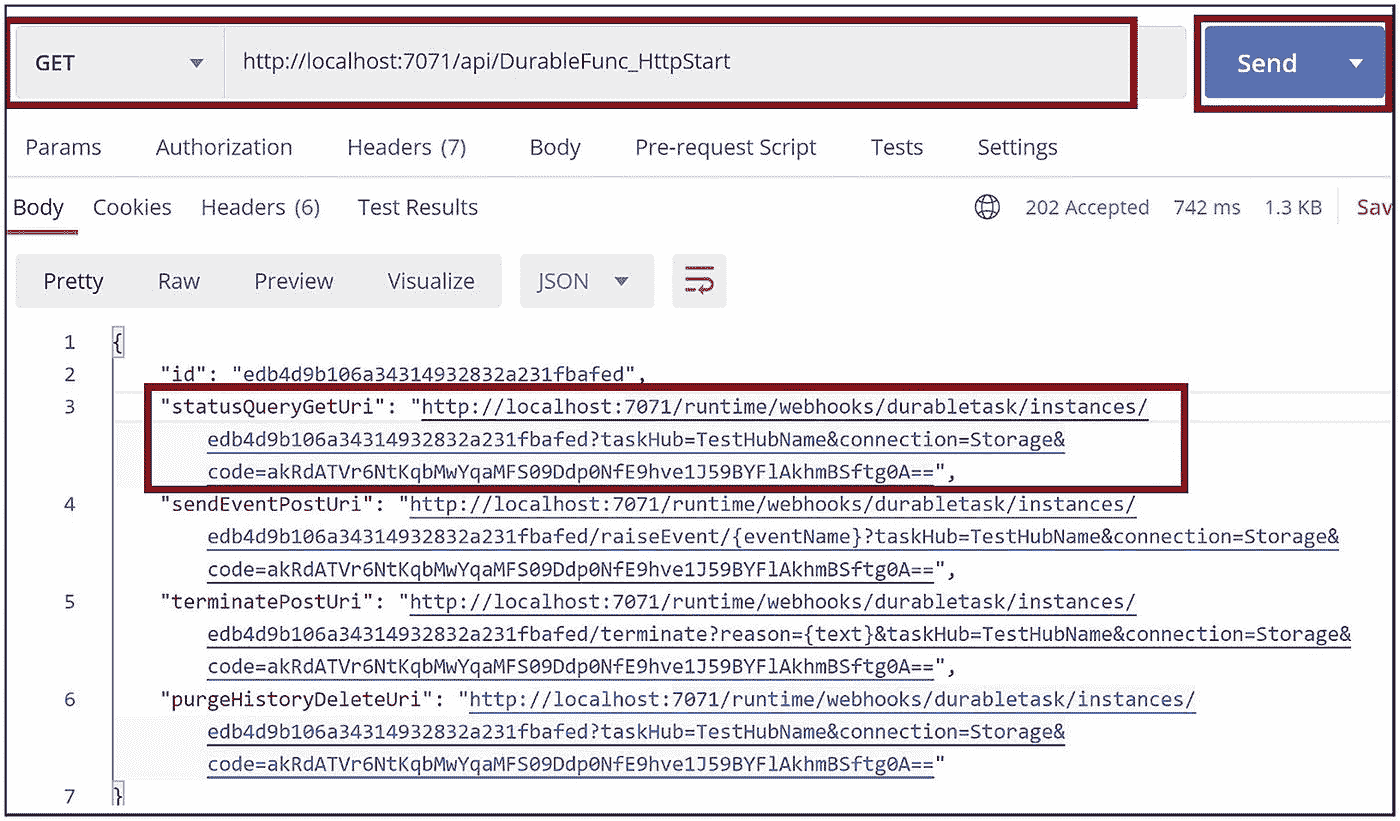 GET http://localhost:7071/api/DurableFunc_HttpStart Send
Params Authorization Headers (7) Body Pre-request Script Tests Settings
Body Cookies Headers (6) Test Results 202 Accepted 742 ms 1.3 KB Sav
Pretty Raw Preview Visualize JSON
1 {
2 "id": "edb4d9b106a34314932832a231fbafed",
3 "statusQueryGetUri": "http://localhost:7071/runtime/webhooks/durabletask/instances/
edb4d9b106a34314932832a231fbafed?taskHub=TestHubName&connection=Storage&
code=akRdATVr6NtKqbMwYqaMFS09Ddp0NfE9hve1J59BYFlAkhmBSftg0A==",
4 "sendEventPostUri": "http://localhost:7071/runtime/webhooks/durabletask/instances/
edb4d9b106a34314932832a231fbafed/raiseEvent/{eventName}?taskHub=TestHubName&connection=Storage&
code=akRdATVr6NtKqbMwYqaMFS09Ddp0NfE9hve1J59BYFlAkhmBSftg0A==",
5 "terminatePostUri": "http://localhost:7071/runtime/webhooks/durabletask/instances/
edb4d9b106a34314932832a231fbafed/terminate?reason={text}&taskHub=TestHubName&connection=Storage&
code=akRdATVr6NtKqbMwYqaMFS09Ddp0NfE9hve1J59BYFlAkhmBSftg0A==",
6 "purgeHistoryDeleteUri": "http://localhost:7071/runtime/webhooks/durabletask/instances/
edb4d9b106a34314932832a231fbafed?taskHub=TestHubName&connection=Storage&
code=akRdATVr6NtKqbMwYqaMFS09Ddp0NfE9hve1J59BYFlAkhmBSftg0A=="
7 }